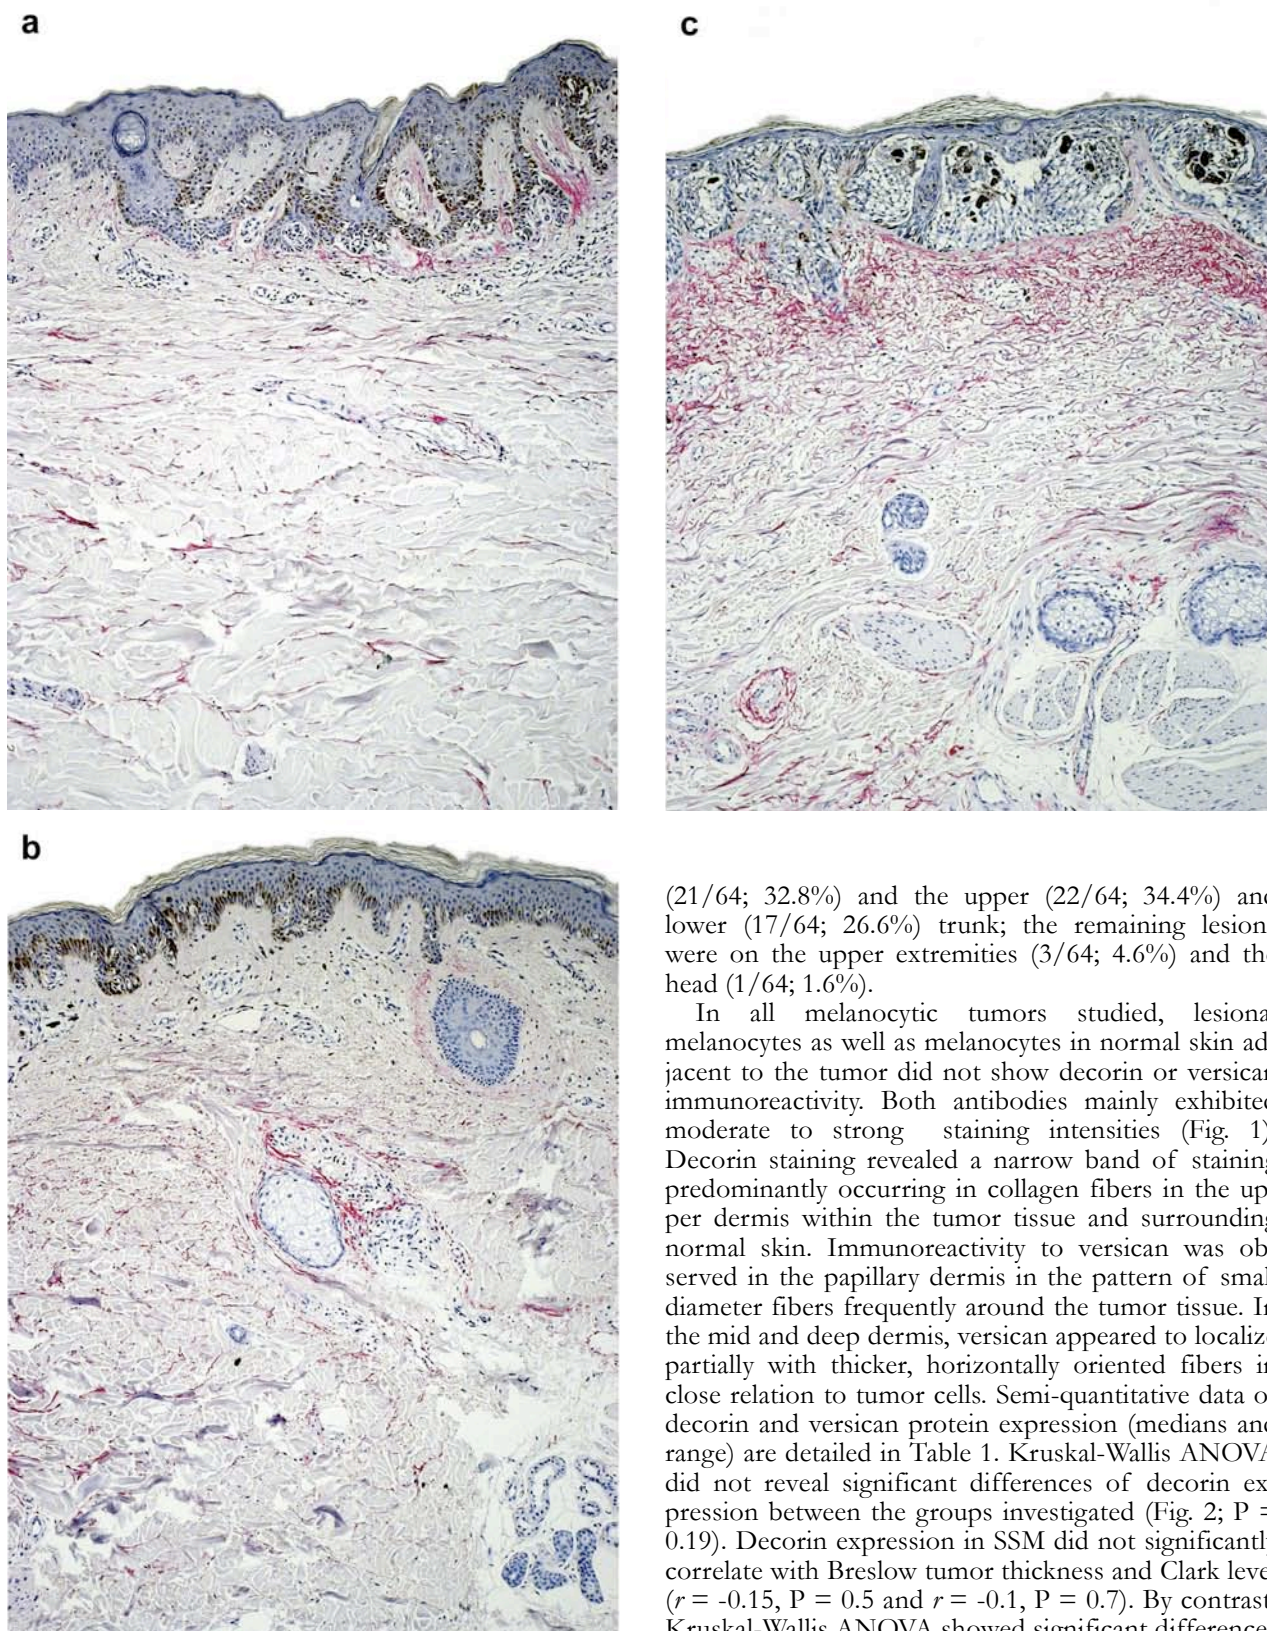 a
c
b
(21/64; 32.8%) and the upper (22/64; 34.4%) and
lower (17/64; 26.6%) trunk; the remaining lesion
were on the upper extremities (3/64; 4.6%) and the
head (1/64; 1.6%).
In all melanocytic tumors studied, lesiona
melanocytes as well as melanocytes in normal skin ad
jacent to the tumor did not show decorin or versican
immunoreactivity. Both antibodies mainly exhibited
moderate to strong staining intensities (Fig. 1)
Decorin staining revealed a narrow band of staining
predominantly occurring in collagen fibers in the up
per dermis within the tumor tissue and surrounding
normal skin. Immunoreactivity to versican was ob
served in the papillary dermis in the pattern of smal
diameter fibers frequently around the tumor tissue. In
the mid and deep dermis, versican appeared to localize
partially with thicker, horizontally oriented fibers in
close relation to tumor cells. Semi-quantitative data o
decorin and versican protein expression (medians and
range) are detailed in Table 1. Kruskal-Wallis ANOVA
did not reveal significant differences of decorin ex
pression between the groups investigated (Fig. 2; P =
0.19). Decorin expression in SSM did not significantly
correlate with Breslow tumor thickness and Clark leve
(r = -0.15, P = 0.5 and r = -0.1, P = 0.7). By contrast
Kruskal-Wallis ANOVA showed significant difference